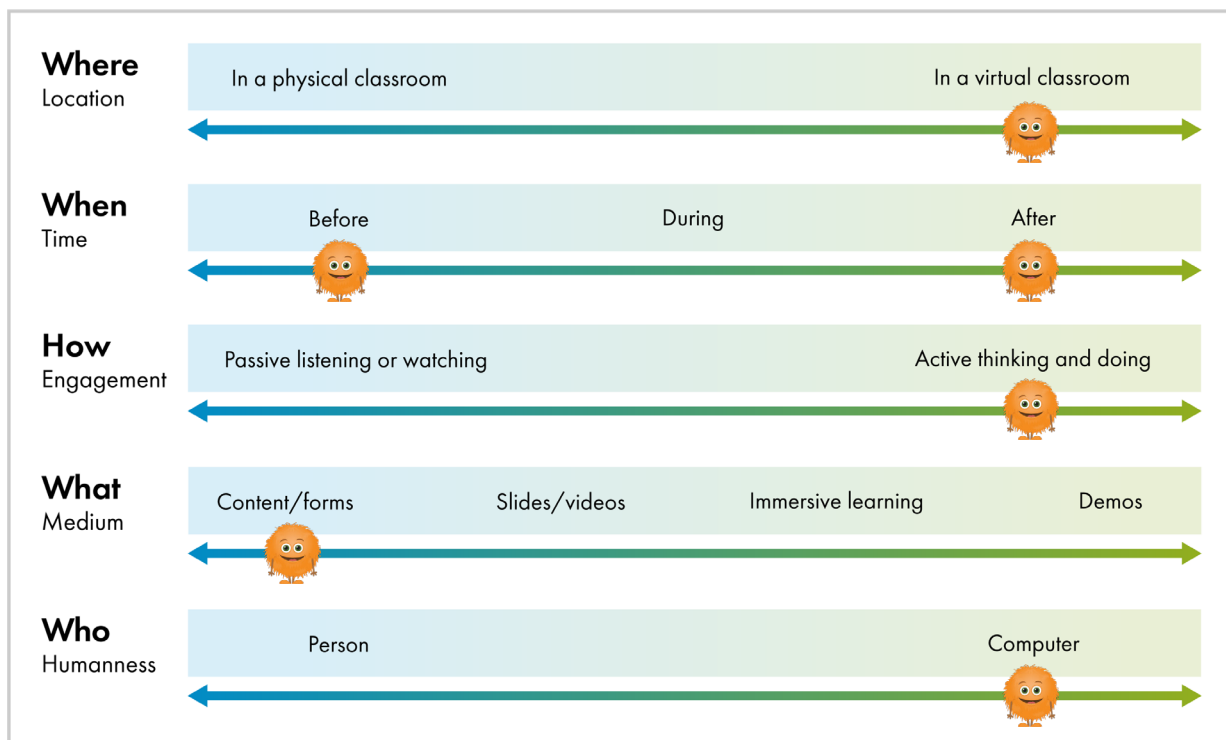 Where
Location
In a physical classroom
In a virtual classroom
When
Time
Before
During
After
How
Engagement
Passive listening or watching
Active thinking and doing
What
Medium
Content/forms
Slides/videos
Immersive learning
Demos
Who
Humanness
Person
Computer